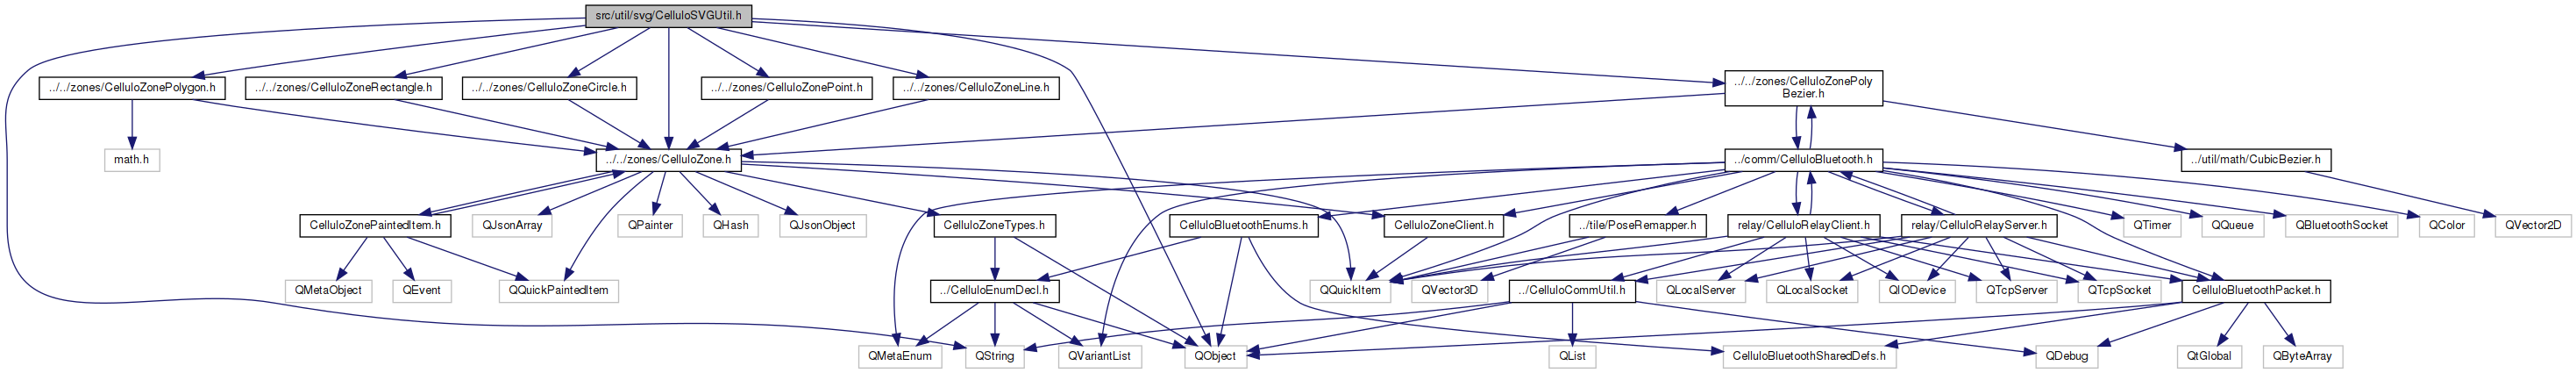 src/util/svg/CelluloSVGUtil.h
../../zones/CelluloZonePolygon.h
../../zones/CelluloZoneRectangle.h
../../zones/CelluloZoneCircle.h
../../zones/CelluloZonePoint.h
../../zones/CelluloZoneLine.h
../../zones/CelluloZonePoly
Bezier.h
math.h
../../zones/CelluloZone.h
../comm/CelluloBluetooth.h
../util/math/CubicBezier.h
CelluloZonePaintedItem.h
QJsonArray
QPainter
QHash
QJsonObject
CelluloZoneTypes.h
CelluloBluetoothEnums.h
CelluloZoneClient.h
../tile/PoseRemapper.h
relay/CelluloRelayClient.h
relay/CelluloRelayServer.h
QTimer
QQueue
QBluetoothSocket
QColor
QVector2D
QMetaObject
QEvent
QQuickPaintedItem
../CelluloEnumDecl.h
QQuickItem
QVector3D
../CelluloCommUtil.h
QLocalServer
QLocalSocket
QIODevice
QTcpServer
QTcpSocket
CelluloBluetoothPacket.h
QMetaEnum
QString
QVariantList
QObject
QList
CelluloBluetoothSharedDefs.h
QDebug
QtGlobal
QByteArray